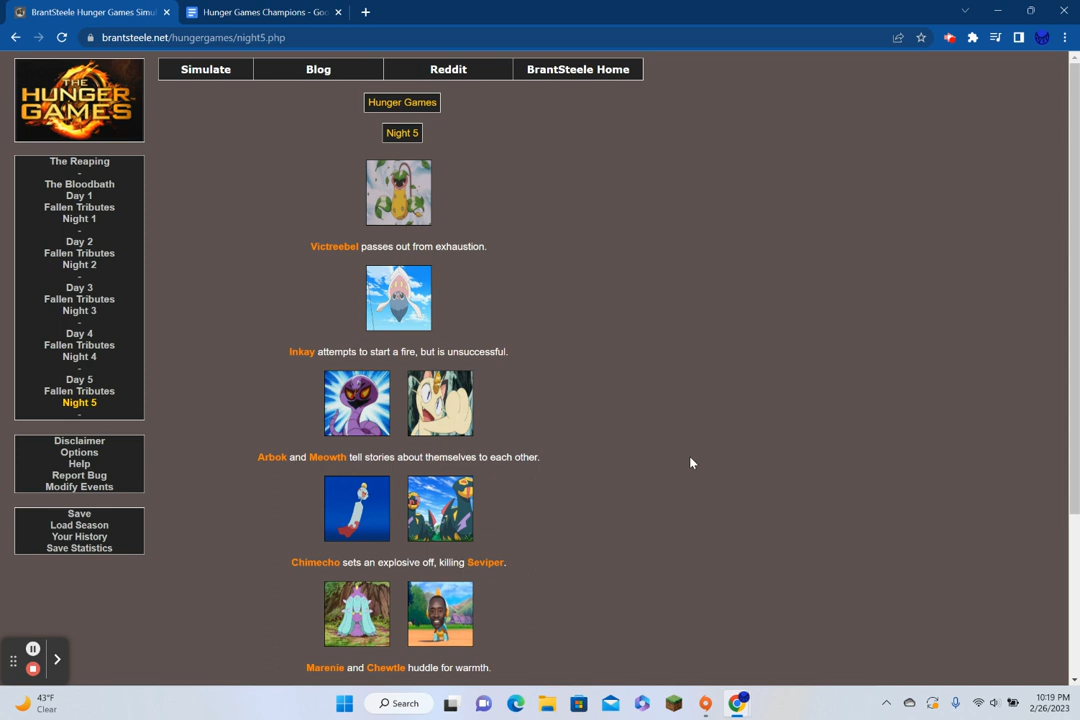 BrantSteele Hunger Games Simu
Hunger Games Champions - Goo
brantsteele.net/hungergames/night5.php
THE
HUNGER
GAMES
Simulate
Blog
Reddit
BrantSteele Home
Hunger Games
Night 5
The Reaping
-
The Bloodbath
Day 1
Fallen Tributes
Night 1
-
Day 2
Fallen Tributes
Night 2
-
Day 3
Fallen Tributes
Night 3
-
Day 4
Fallen Tributes
Night 4
-
Day 5
Fallen Tributes
Night 5
-
Disclaimer
Options
Help
Report Bug
Modify Events
Save
Load Season
Your History
Save Statistics
Victreebel passes out from exhaustion.
Inkay attempts to start a fire, but is unsuccessful.
Arbok and Meowth tell stories about themselves to each other.
Chimecho sets an explosive off, killing Seviper.
Marenie and Chewtle huddle for warmth.
43°F
Clear
Search
10:19 PM
2/26/2023